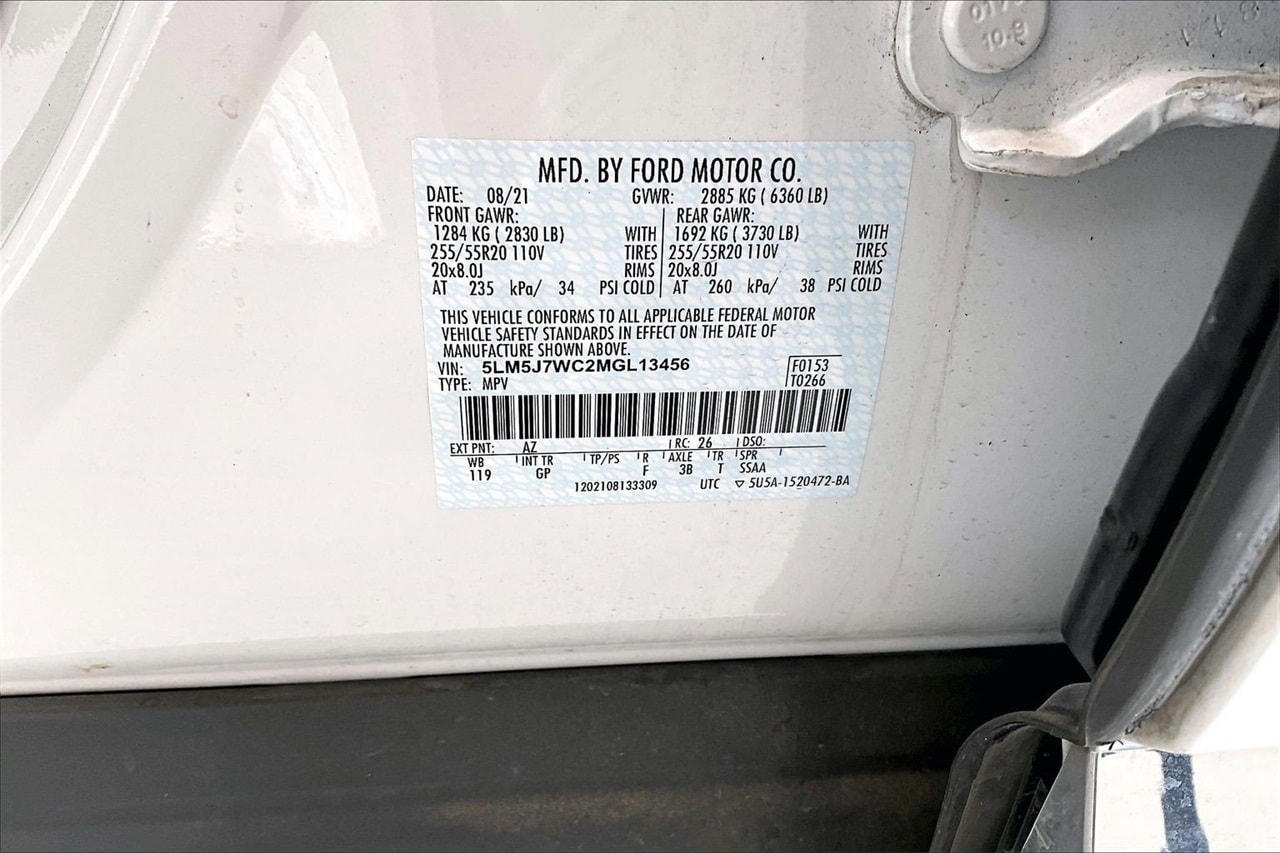 10.9
MFD. BY FORD MOTOR CO.
DATE: 08/21 GVWR: 2885 KG ( 6360 LB)
FRONT GAWR: REAR GAWR:
1284 KG ( 2830 LB) WITH 1692 KG ( 3730 LB) WITH
255/55R20 110V TIRES 255/55R20 110V TIRES
20x8.0J RIMS 20x8.0J RIMS
AT 235 kPa/ 34 PSI COLD AT 260 kPa/ 38 PSI COLD
THIS VEHICLE CONFORMS TO ALL APPLICABLE FEDERAL MOTOR
VEHICLE SAFETY STANDARDS IN EFFECT ON THE DATE OF
MANUFACTURE SHOWN ABOVE.
VIN: 5LM5J7WC2MGL13456 F0153
TYPE: MPV T0266
EXT PNT: AZ RC: 26 DSO:
WB INT TR TP/PS R AXLE TR SPR
119 GP F 3B T SSAA
1202108133309 UTC ▽ 5U5A-1520472-BA